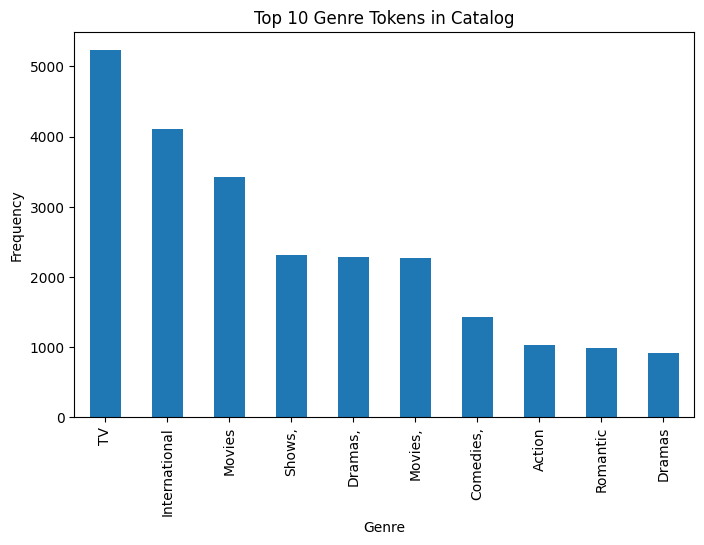 Top 10 Genre Tokens in Catalog
Frequency
5000
4000
3000
2000
1000
0
TV
International
Movies
Shows,
Dramas,
Movies,
Comedies,
Action
Romantic
Dramas
Genre